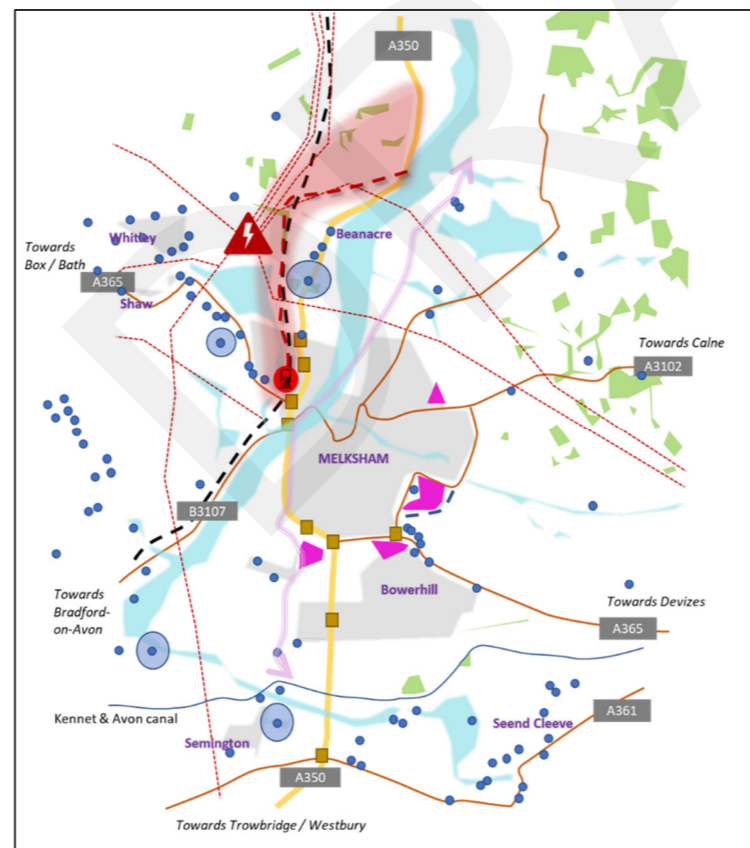 A350
Whitley
Beanacre
Towards
Box / Bath
A365
Shaw
Towards Calne
A3102
MELKSHAM
B3107
Towards
Bradford-
on-Avon
Bowerhill
Towards Devizes
A365
Kennet & Avon canal
A361
Seend Cleeve
Semington
A350
Towards Trowbridge / Westbury